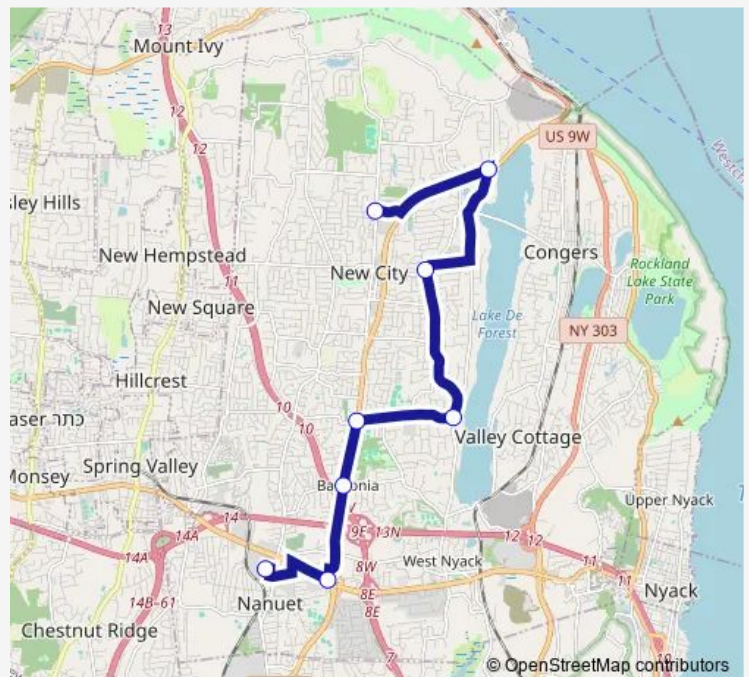 13
Mount Ivy
12
12
US 9W
Westch
sley Hills
New Hempstead
11
New City
Congers
Rockland
Lake State
Park
New Square
Lake De
Forest
NY 303
Hillcrest
10
10
aser כתר
Monsey
Spring Valley
Valley Cottage
Ba
onia
Upper Nyack
14
14A
9E
13N
12
12
14A
8W
West Nyack
11
11
14B-61
8E
8E
Nanuet
Nyack
Chestnut Ridge
7
10
© OpenStreetMap contributors